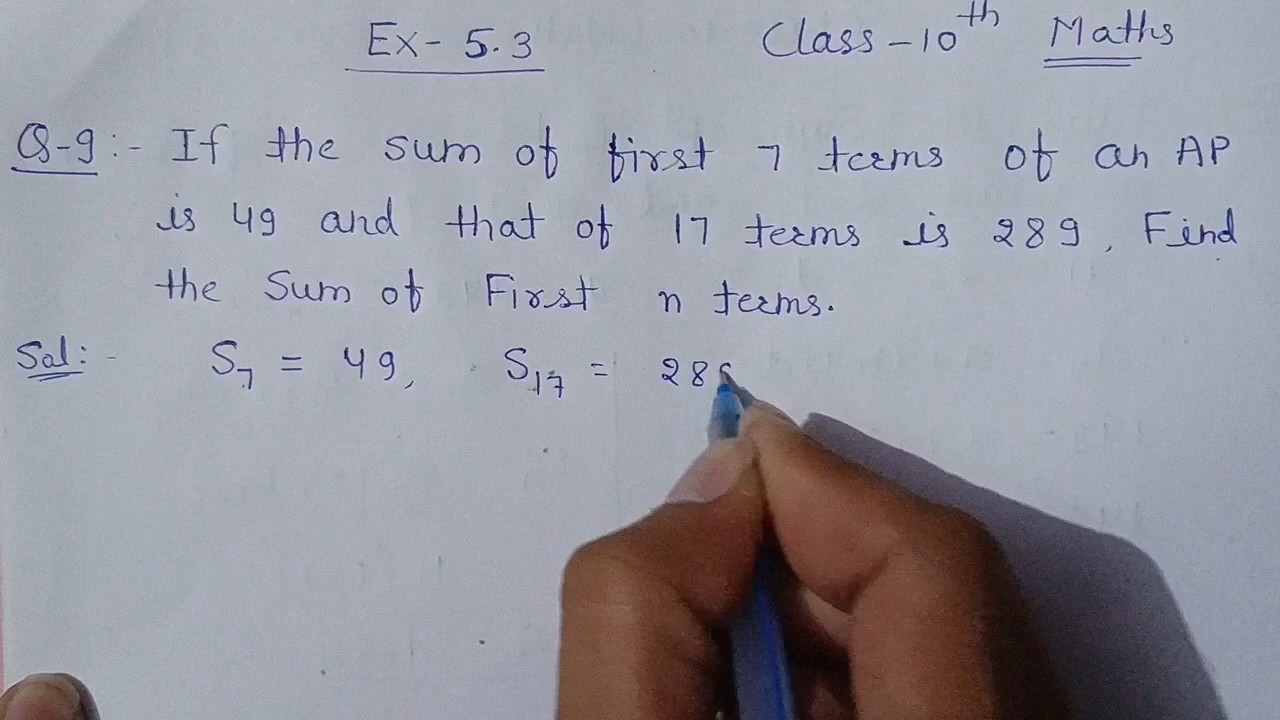 Ex- 5.3 Class - 10th Maths
Q-9:- If the sum of first 7 terms of an AP
is 49 and that of 17 terms is 289, Find
the Sum of First n terms.
Sol:- S7 = 49, S17 = 28